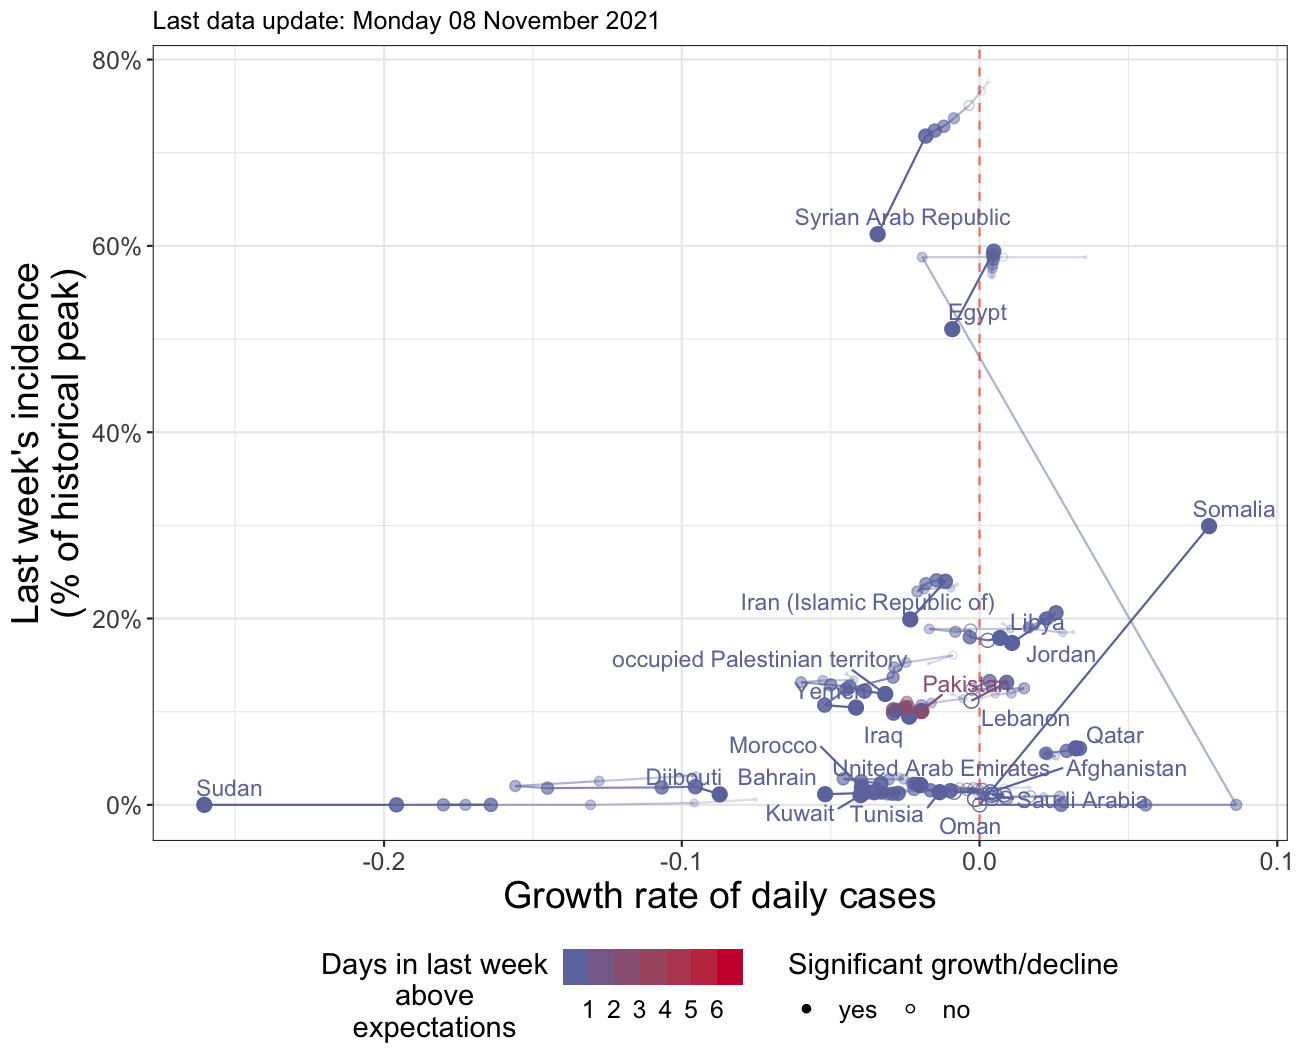 Last data update: Monday 08 November 2021
Last week's incidence
(% of historical peak)
80%
60%
40%
20%
0%
Syrian Arab Republic
Egypt
Somalia
Iran (Islamic Republic of)
Libya
Jordan
occupied Palestinian territory
Pakistan
Yemen
Lebanon
Iraq
Qatar
Morocco
United Arab Emirates
Afghanistan
Sudan
Djibouti
Bahrain
Saudi Arabia
Kuwait
Tunisia
Oman
-0.2
-0.1
0.0
0.1
Growth rate of daily cases
Days in last week
above
expectations
1 2 3 4 5 6
Significant growth/decline
yes
no